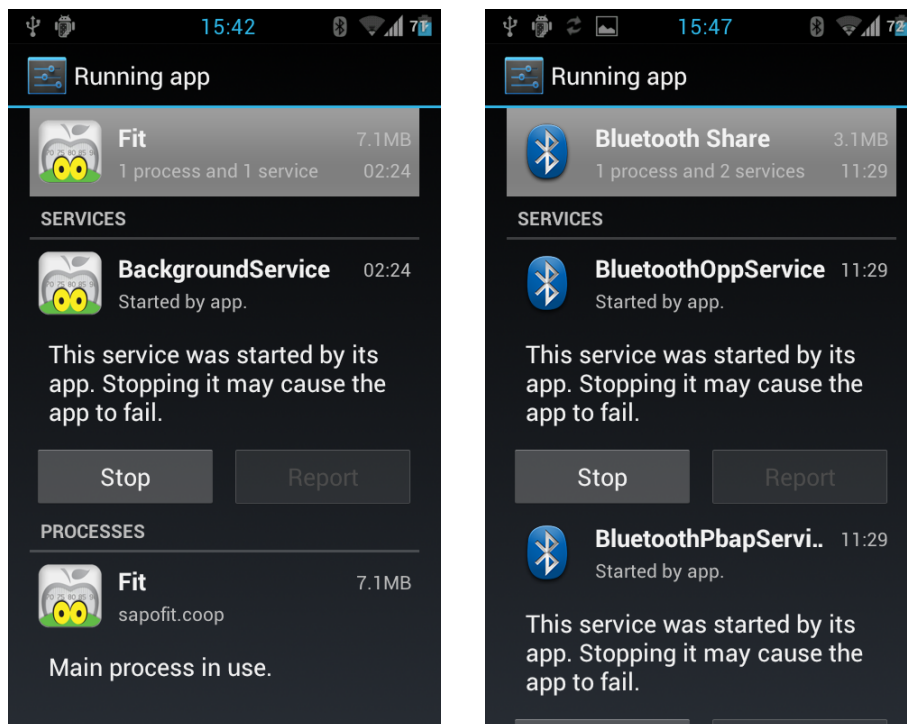 15:42
71
Running app
Fit 7.1MB
1 process and 1 service 02:24
SERVICES
BackgroundService 02:24
Started by app.
This service was started by its
app. Stopping it may cause the
app to fail.
Stop Report
PROCESSES
Fit 7.1MB
sapofit.coop
Main process in use.
15:47
72
Running app
Bluetooth Share 3.1MB
1 process and 2 services 11:29
SERVICES
BluetoothOppService 11:29
Started by app.
This service was started by its
app. Stopping it may cause the
app to fail.
Stop Report
BluetoothPbapServi.. 11:29
Started by app.
This service was started by its
app. Stopping it may cause the
app to fail.